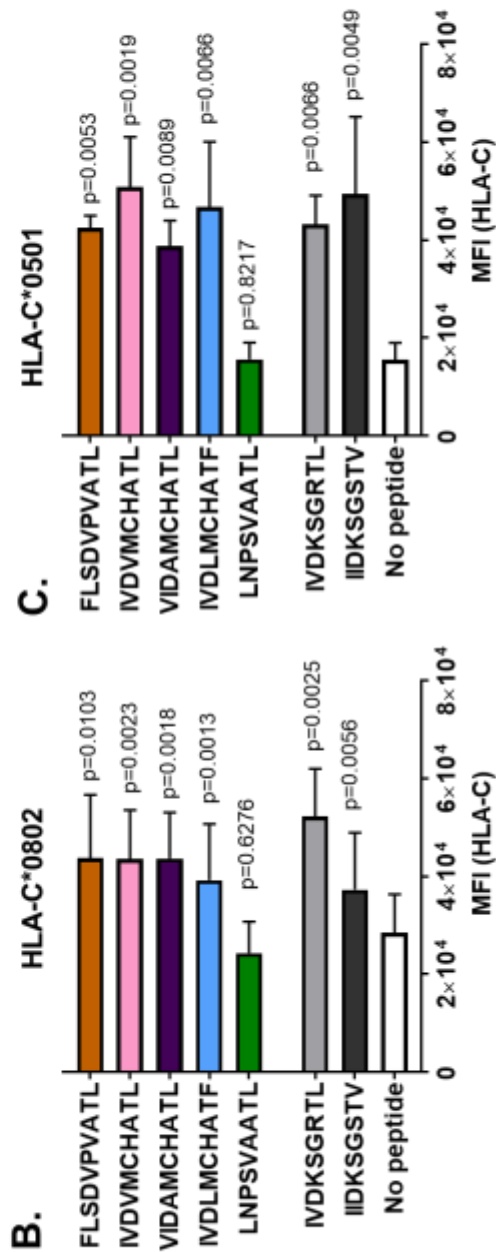 B.
HLA-C*0802
FLSDVPVATL
p=0.0103
IVDVMCHATL
p=0.0023
VIDAMCHATL
p=0.0018
IVDLMCHATF
p=0.0013
LNPSVAATL
p=0.6276
IVDKSGRTL
p=0.0025
IIDKSGSTV
p=0.0056
No peptide
0
2×10⁴
4×10⁴
6×10⁴
8×10⁴
MFI (HLA-C)
C.
HLA-C*0501
FLSDVPVATL
p=0.0053
IVDVMCHATL
p=0.0019
VIDAMCHATL
p=0.0089
IVDLMCHATF
p=0.0066
LNPSVAATL
p=0.8217
IVDKSGRTL
p=0.0066
IIDKSGSTV
p=0.0049
No peptide
0
2×10⁴
4×10⁴
6×10⁴
8×10⁴
MFI (HLA-C)